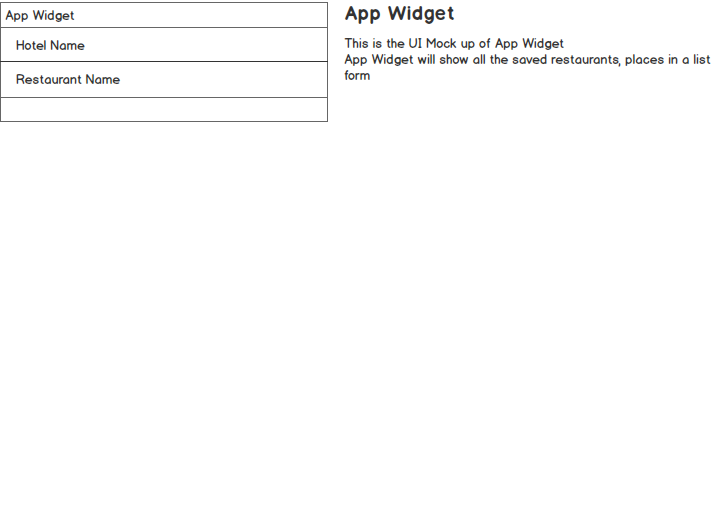 App Widget
Hotel Name
Restaurant Name
App Widget
This is the UI Mock up of App Widget
App Widget will show all the saved restaurants, places in a list
form